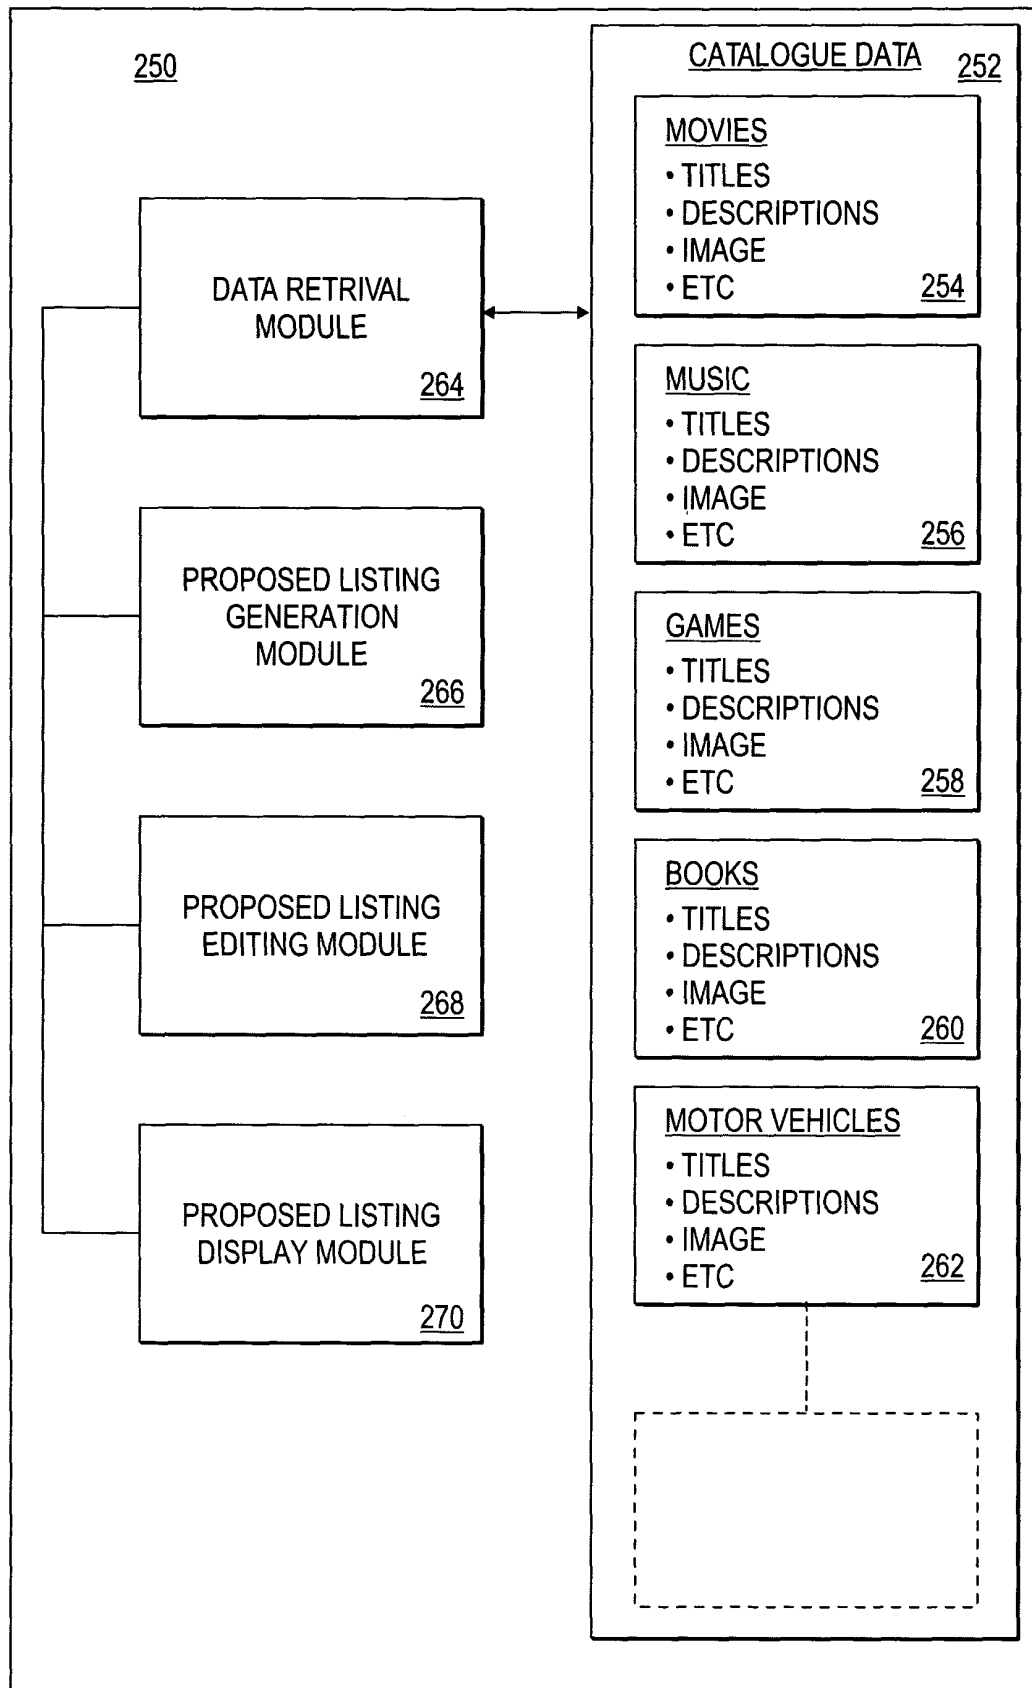 250
DATA RETRIVAL
MODULE
264
PROPOSED LISTING
GENERATION
MODULE
266
PROPOSED LISTING
EDITING MODULE
268
PROPOSED LISTING
DISPLAY MODULE
270
CATALOGUE DATA
252
MOVIES
• TITLES
• DESCRIPTIONS
• IMAGE
• ETC
254
MUSIC
• TITLES
• DESCRIPTIONS
• IMAGE
• ETC
256
GAMES
• TITLES
• DESCRIPTIONS
• IMAGE
• ETC
258
BOOKS
• TITLES
• DESCRIPTIONS
• IMAGE
• ETC
260
MOTOR VEHICLES
• TITLES
• DESCRIPTIONS
• IMAGE
• ETC
262